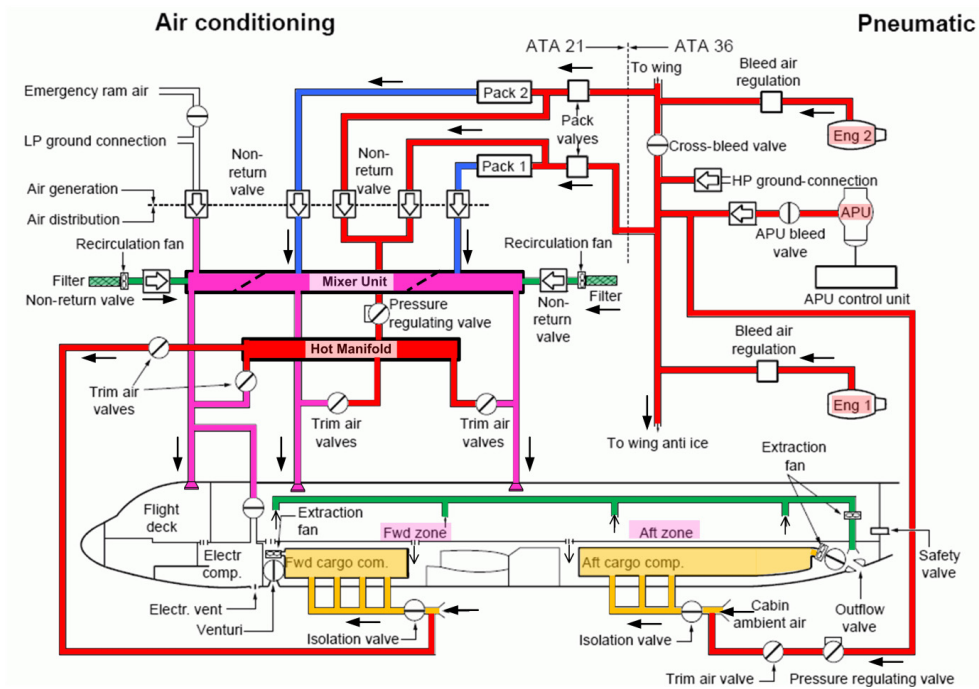 Air conditioning
Pneumatic
ATA 21
ATA 36
To wing
Bleed air
regulation
Emergency ram air
Pack 2
LP ground connection
Pack
valves
Eng 2
Non-
return
valve
Non-
return
valve
Cross-bleed valve
Pack 1
HP ground-connection
Air generation
Air distribution
APU
APU bleed
valve
Recirculation fan
Recirculation fan
Filter
Mixer Unit
Filter
Non-return valve
Non-
return
valve
APU control unit
Pressure
regulating valve
Bleed air
regulation
Hot Manifold
Trim air
valves
Eng 1
Trim air
valves
Trim air
valves
To wing anti ice
Extraction
fan
Flight
deck
Extraction
fan
Fwd zone
Aft zone
Electr
comp.
Fwd cargo com.
Aft cargo comp.
Safety
valve
Electr. vent
Venturi
Isolation valve
Isolation valve
Cabin
ambient air
Outflow
valve
Trim air valve
Pressure regulating valve